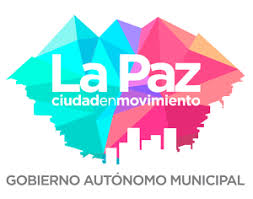 La Paz
ciudadenmovimiento
GOBIERNO AUTÓNOMO MUNICIPAL